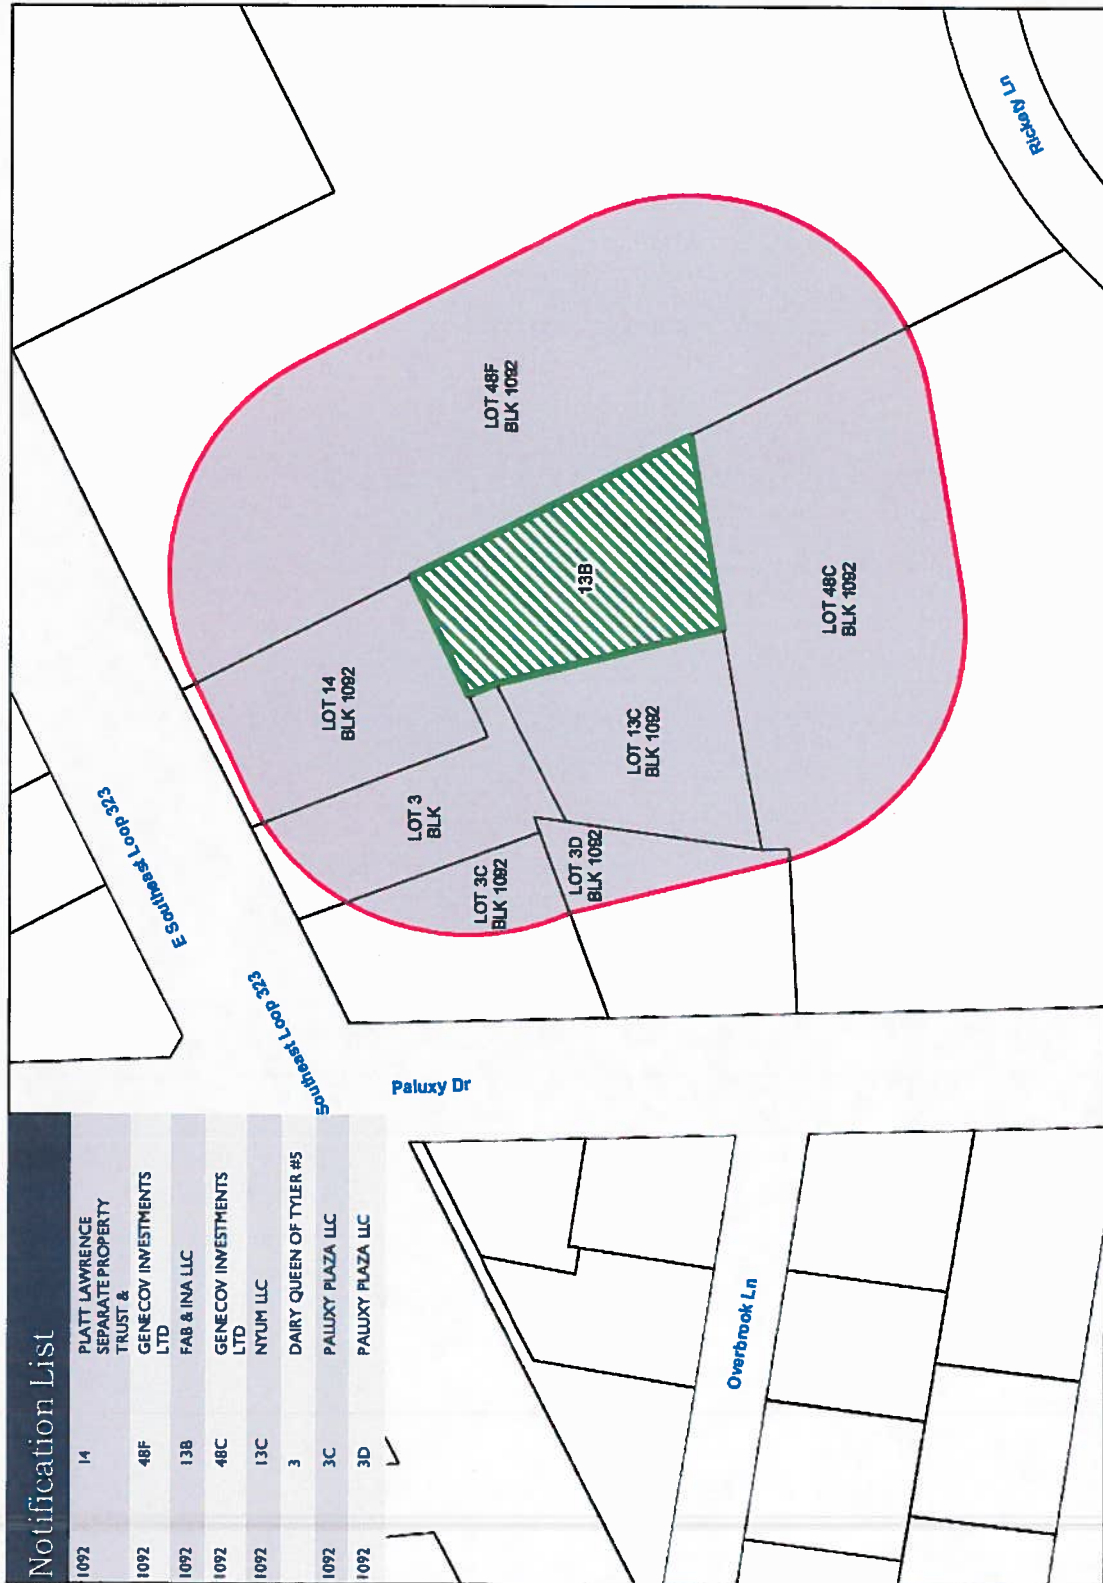 Notification List
1092 14 PLATT LAWRENCE
SEPARATE PROPERTY
TRUST &
1092 48F GENECOV INVESTMENTS
LTD
1092 13B FAB & INA LLC
1092 48C GENECOV INVESTMENTS
LTD
1092 13C NYUM LLC
3 DAIRY QUEEN OF TYLER #5
1092 3C PALUXY PLAZA LLC
1092 3D PALUXY PLAZA LLC
E Southeast Loop 323
Southeast Loop 323
Paluxy Dr
Overbrook Ln
Rickety Ln
LOT 14
BLK 1092
LOT 48F
BLK 1092
LOT 3
BLK
LOT 3C
BLK 1092
LOT 3D
BLK 1092
LOT 13C
BLK 1092
13B
LOT 48C
BLK 1092